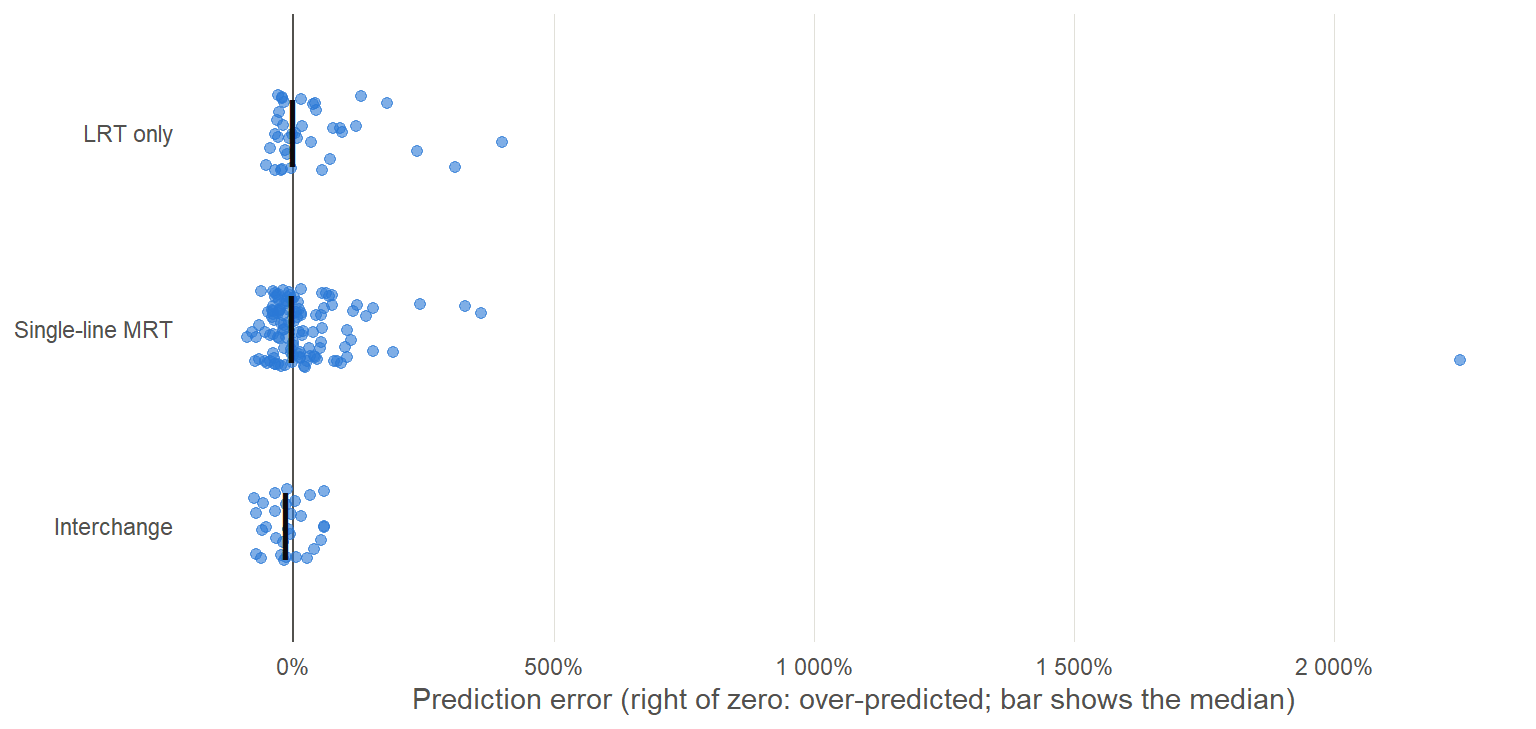 LRT only
Single-line MRT
Interchange
0% 500% 1 000% 1 500% 2 000%
Prediction error (right of zero: over-predicted; bar shows the median)